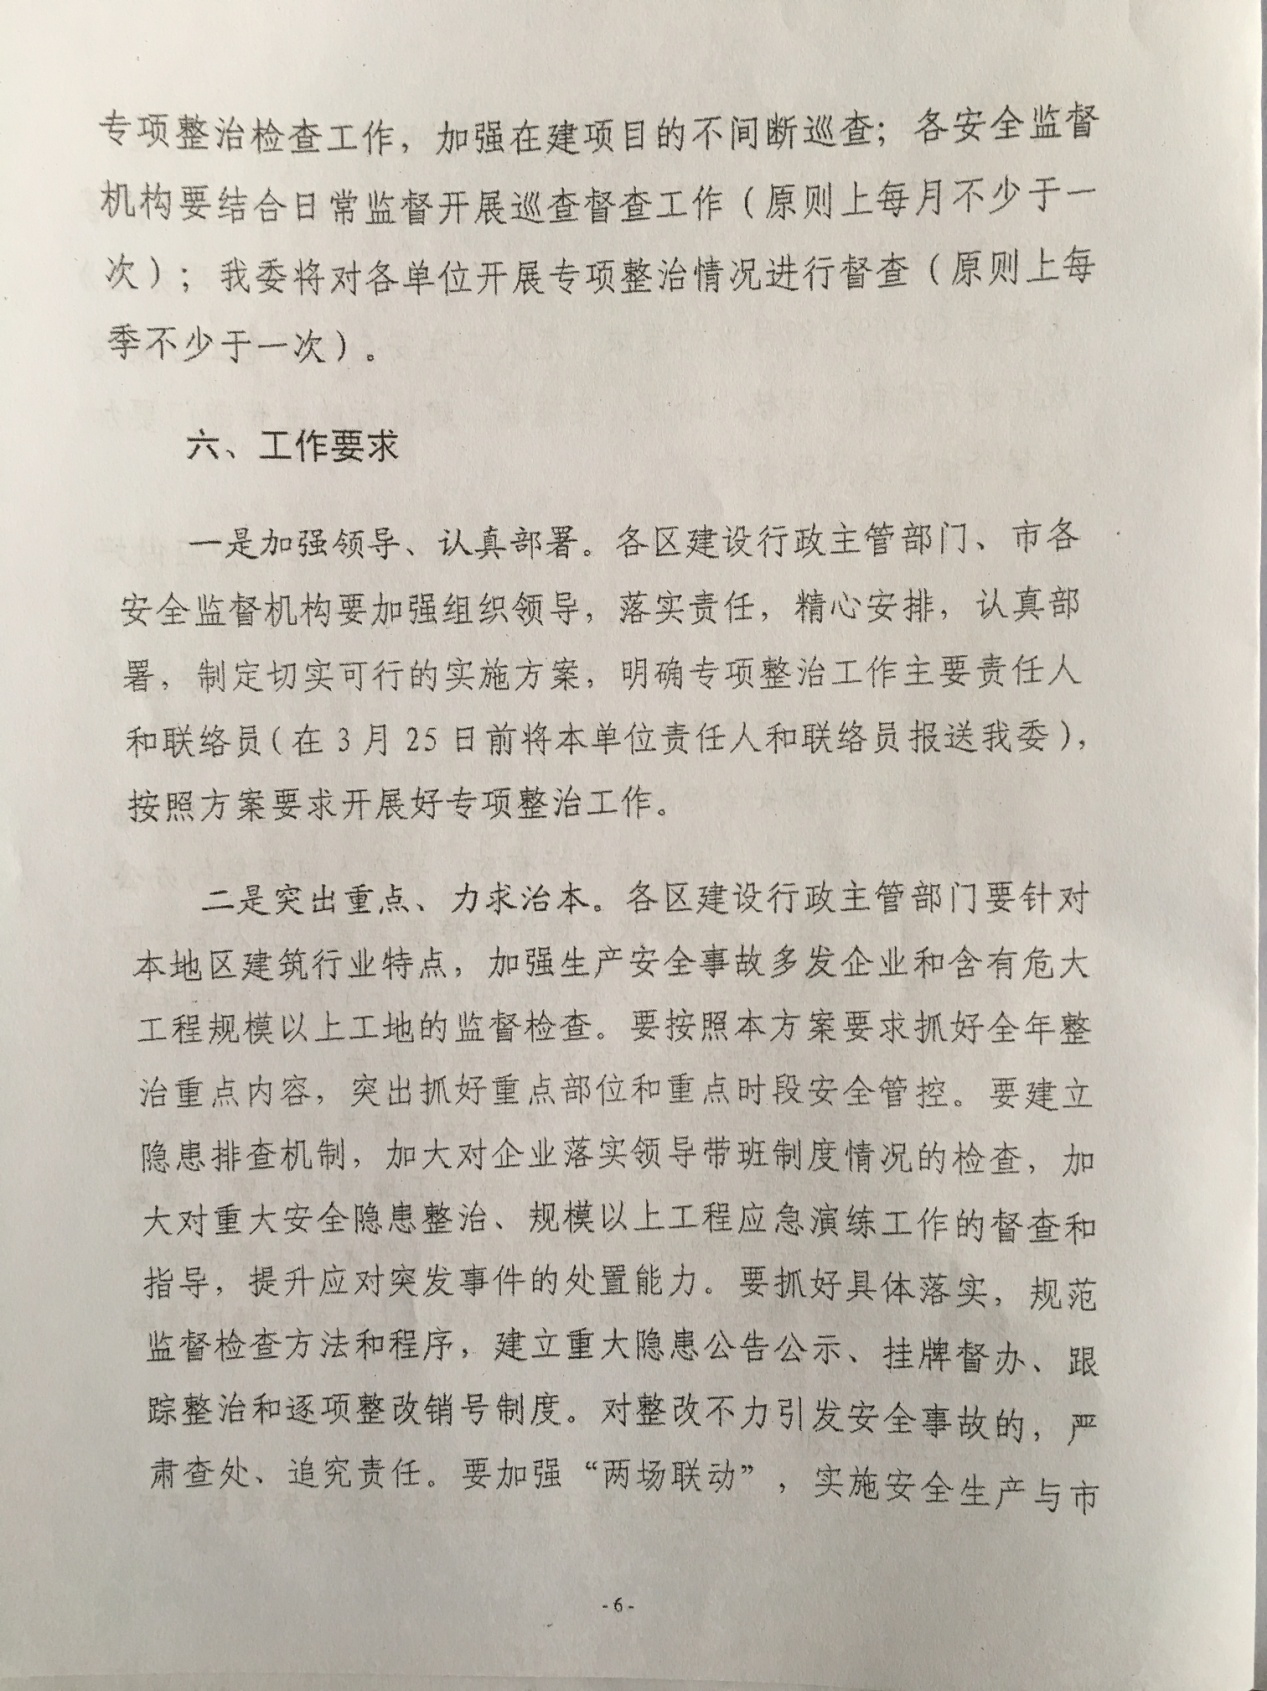 专项整治检查工作，加强在建项目的不间断巡查；各安全监督
机构要结合日常监督开展巡查督查工作（原则上每月不少于一
次）；我委将对各单位开展专项整治情况进行督查（原则上每
季不少于一次）。
六、工作要求
一是加强领导、认真部署。各区建设行政主管部门、市各
安全监督机构要加强组织领导，落实责任，精心安排，认真部
署，制定切实可行的实施方案，明确专项整治工作主要责任人
和联络员（在3月25日前将本单位责任人和联络员报送我委），
按照方案要求开展好专项整治工作。
二是突出重点、力求治本。各区建设行政主管部门要针对
本地区建筑行业特点，加强生产安全事故多发企业和含有危大
工程规模以上工地的监督检查。要按照本方案要求抓好全年整
治重点内容，突出抓好重点部位和重点时段安全管控。要建立
隐患排查机制，加大对企业落实领导带班制度情况的检查，加
大对重大安全隐患整治、规模以上工程应急演练工作的督查和
指导，提升应对突发事件的处置能力。要抓好具体落实，规范
监督检查方法和程序，建立重大隐患公告公示、挂牌督办、跟
踪整治和逐项整改销号制度。对整改不力引发安全事故的，严
肃查处、追究责任。要加强“两场联动”，实施安全生产与市
-6-